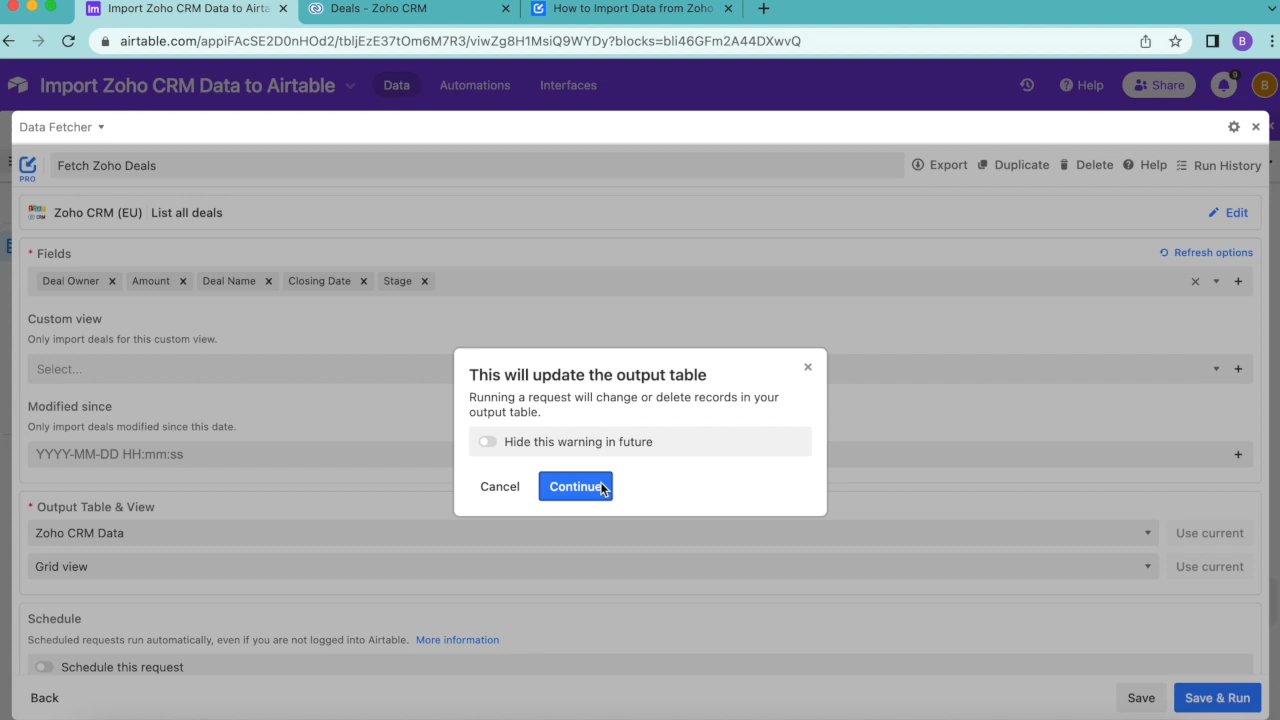 Import Zoho CRM Data to Airta
Deals - Zoho CRM
How to Import Data from Zoho
airtable.com/appiFAcSE2D0nHOd2/tbljEzE37tOm6M7R3/viwZg8H1MsiQ9WYDy?blocks=bli46GFm2A44DXwvQ
B
Import Zoho CRM Data to Airtable
Data
Automations
Interfaces
Help
Share
9
B
Data Fetcher
PRO
Fetch Zoho Deals
Export
Duplicate
Delete
Help
Run History
Zoho CRM (EU)
List all deals
Edit
* Fields
Refresh options
Deal Owner
Amount
Deal Name
Closing Date
Stage
Custom view
Only import deals for this custom view.
Select...
Modified since
Only import deals modified since this date.
YYYY-MM-DD HH:mm:ss
This will update the output table
Running a request will change or delete records in your
output table.
Hide this warning in future
Cancel
Continue
* Output Table & View
Zoho CRM Data
Use current
Grid view
Use current
Schedule
Scheduled requests run automatically, even if you are not logged into Airtable. More information
Schedule this request
Back
Save
Save & Run